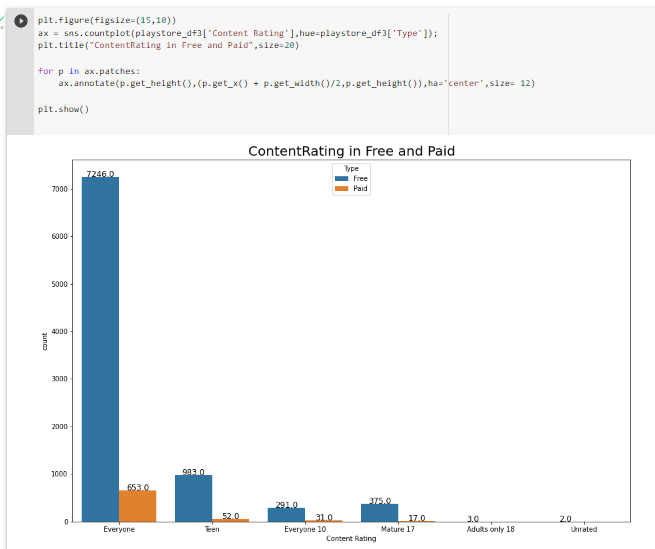 plt.figure(figsize=(15,10))
ax = sns.countplot(playstore_df3['Content Rating'],hue=playstore_df3['Type']);
plt.title("ContentRating in Free and Paid",size=20)
for p in ax.patches:
ax.annotate(p.get_height(),(p.get_x() + p.get_width()/2,p.get_height()),ha='center',size= 12)
plt.show()
ContentRating in Free and Paid
Type
Free
Paid
7246.0
653.0
983.0
52.0
291.0
31.0
375.0
17.0
3.0
2.0
7000
6000
5000
4000
3000
2000
1000
0
count
Everyone
Teen
Everyone 10
Mature 17
Adults only 18
Unrated
Content Rating